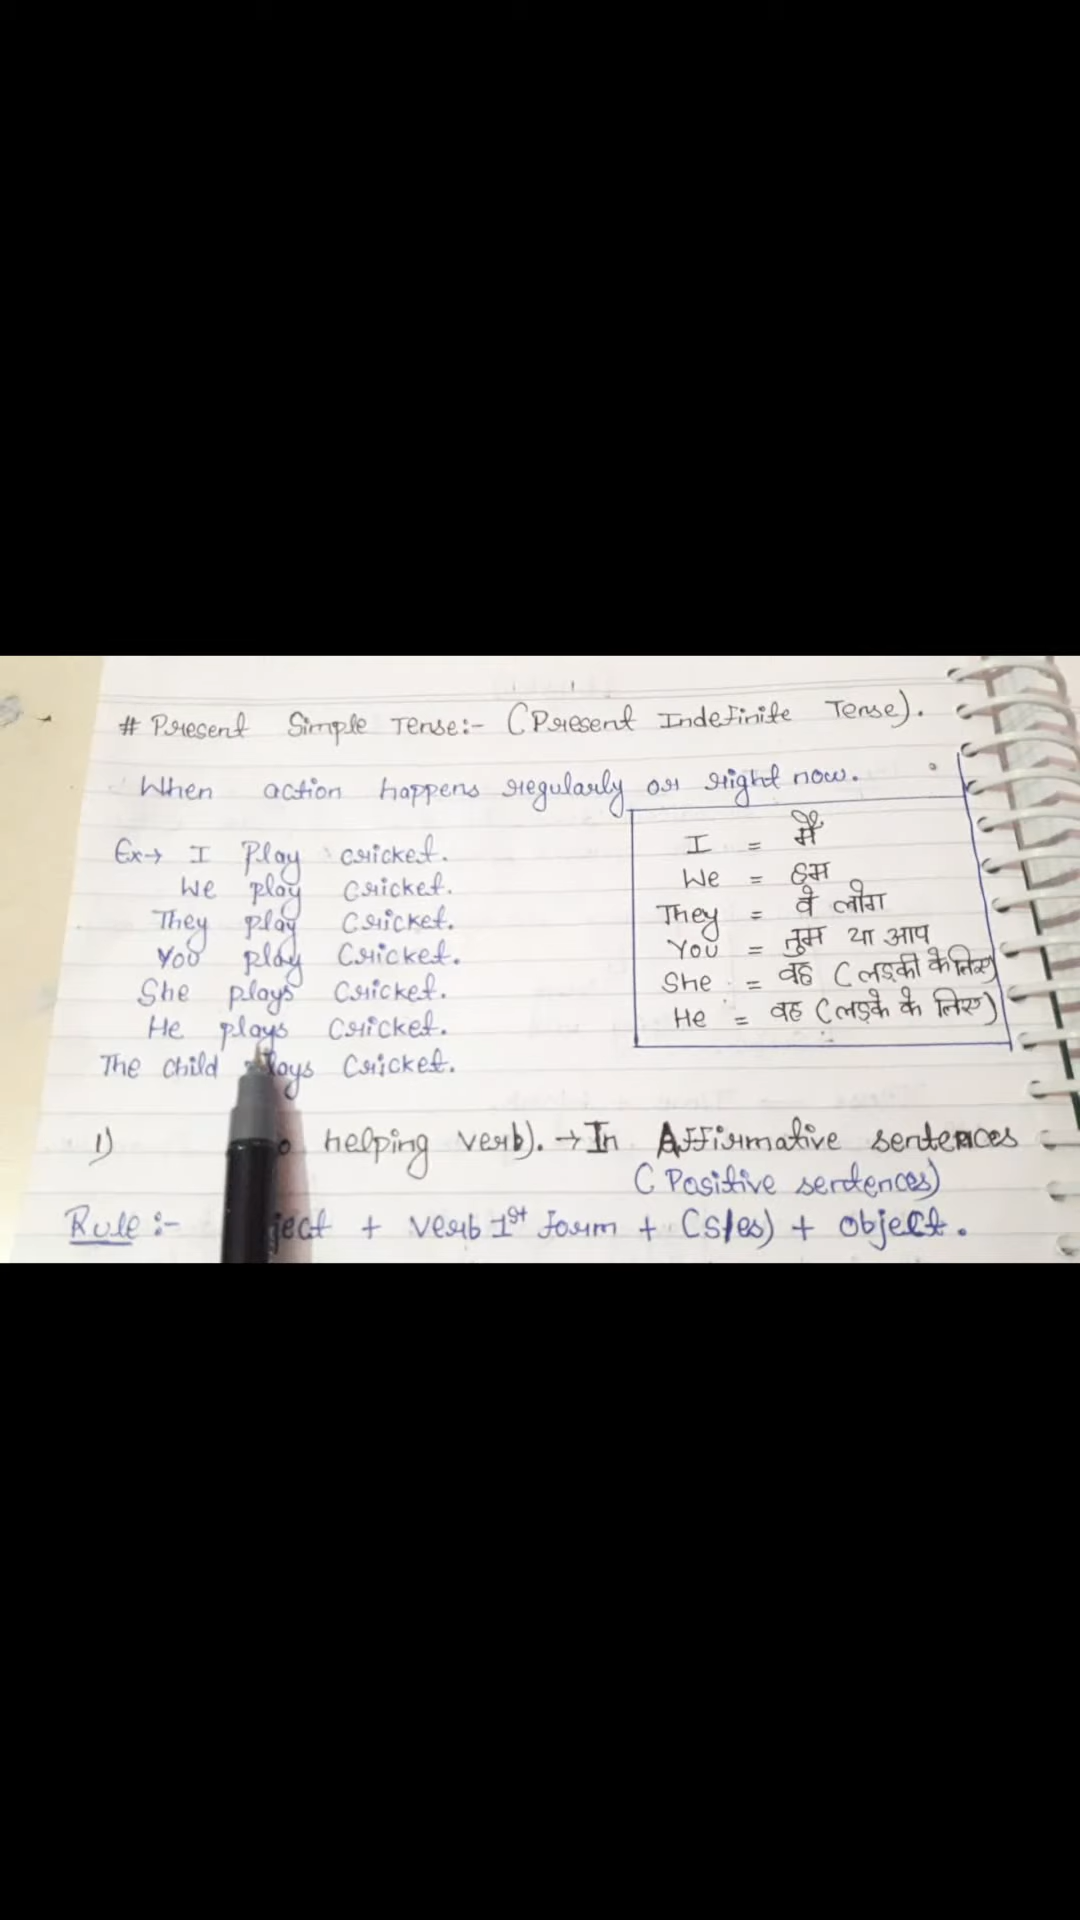 # Present Simple Tense:- (Present Indefinite Tense).
When action happens regularly or right now.
Ex→ I Play cricket.
We play cricket.
They play cricket.
You play cricket.
She plays cricket.
He plays cricket.
The child plays cricket.
I = मैं
We = हम
They = वे लोग
You = तुम या आप
She = वह (लड़की के लिए)
He = वह (लड़के के लिए)
1) helping verb). → In Affirmative sentences
(Positive sentences)
Rule :- ject + verb 1st form + (s/es) + object.